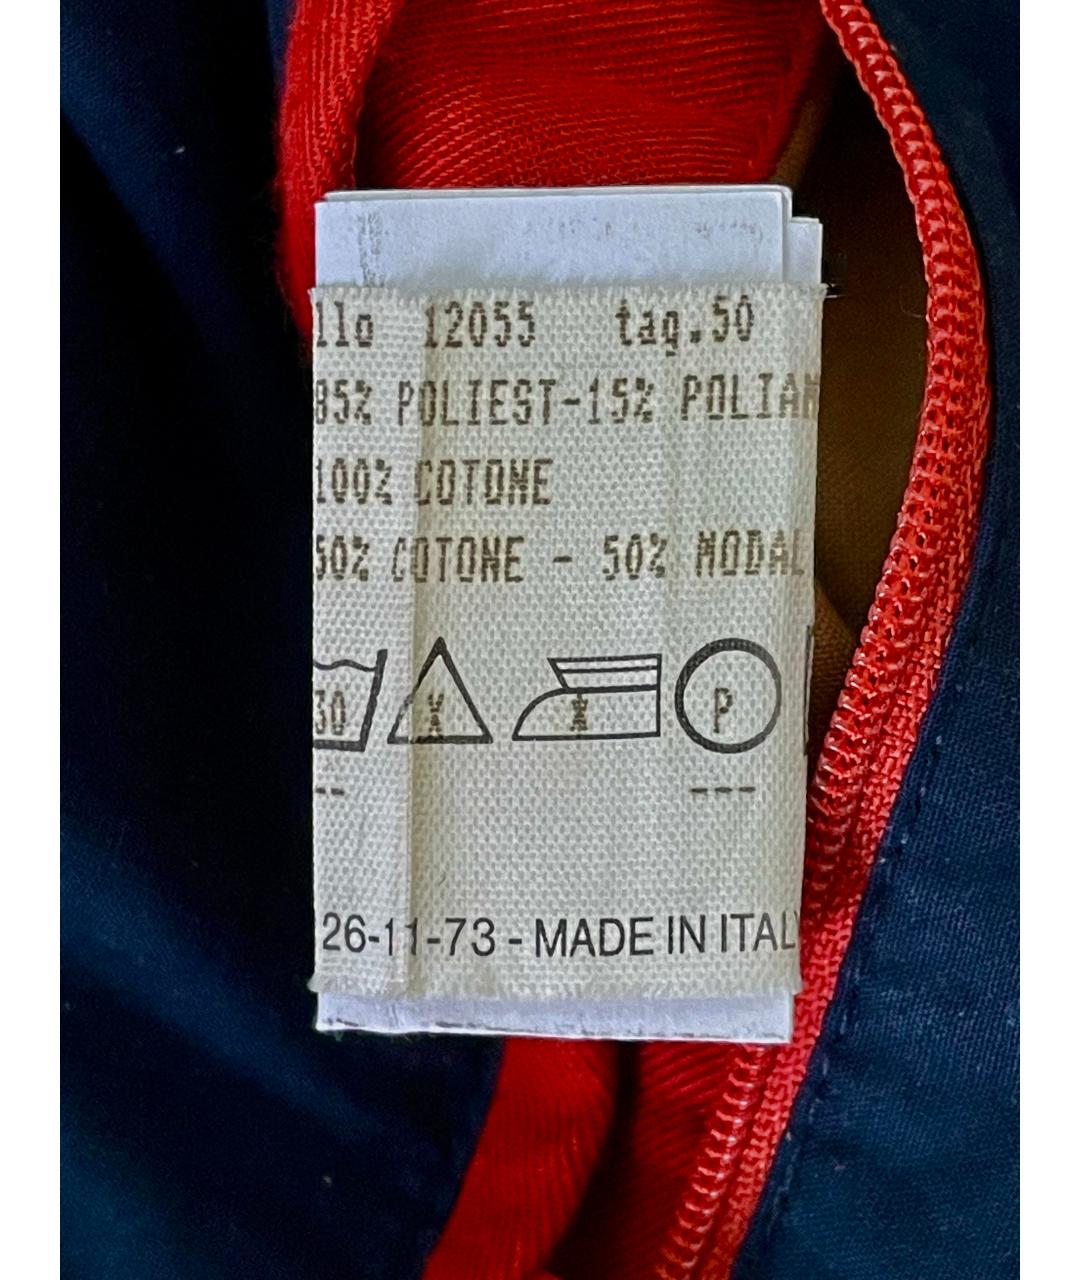 llo 12055 tag.50
85% POLIEST-15% POLIAM
100% COTONE
50% COTONE - 50% MODAL
30 P
-- ---
26-11-73 - MADE IN ITALY